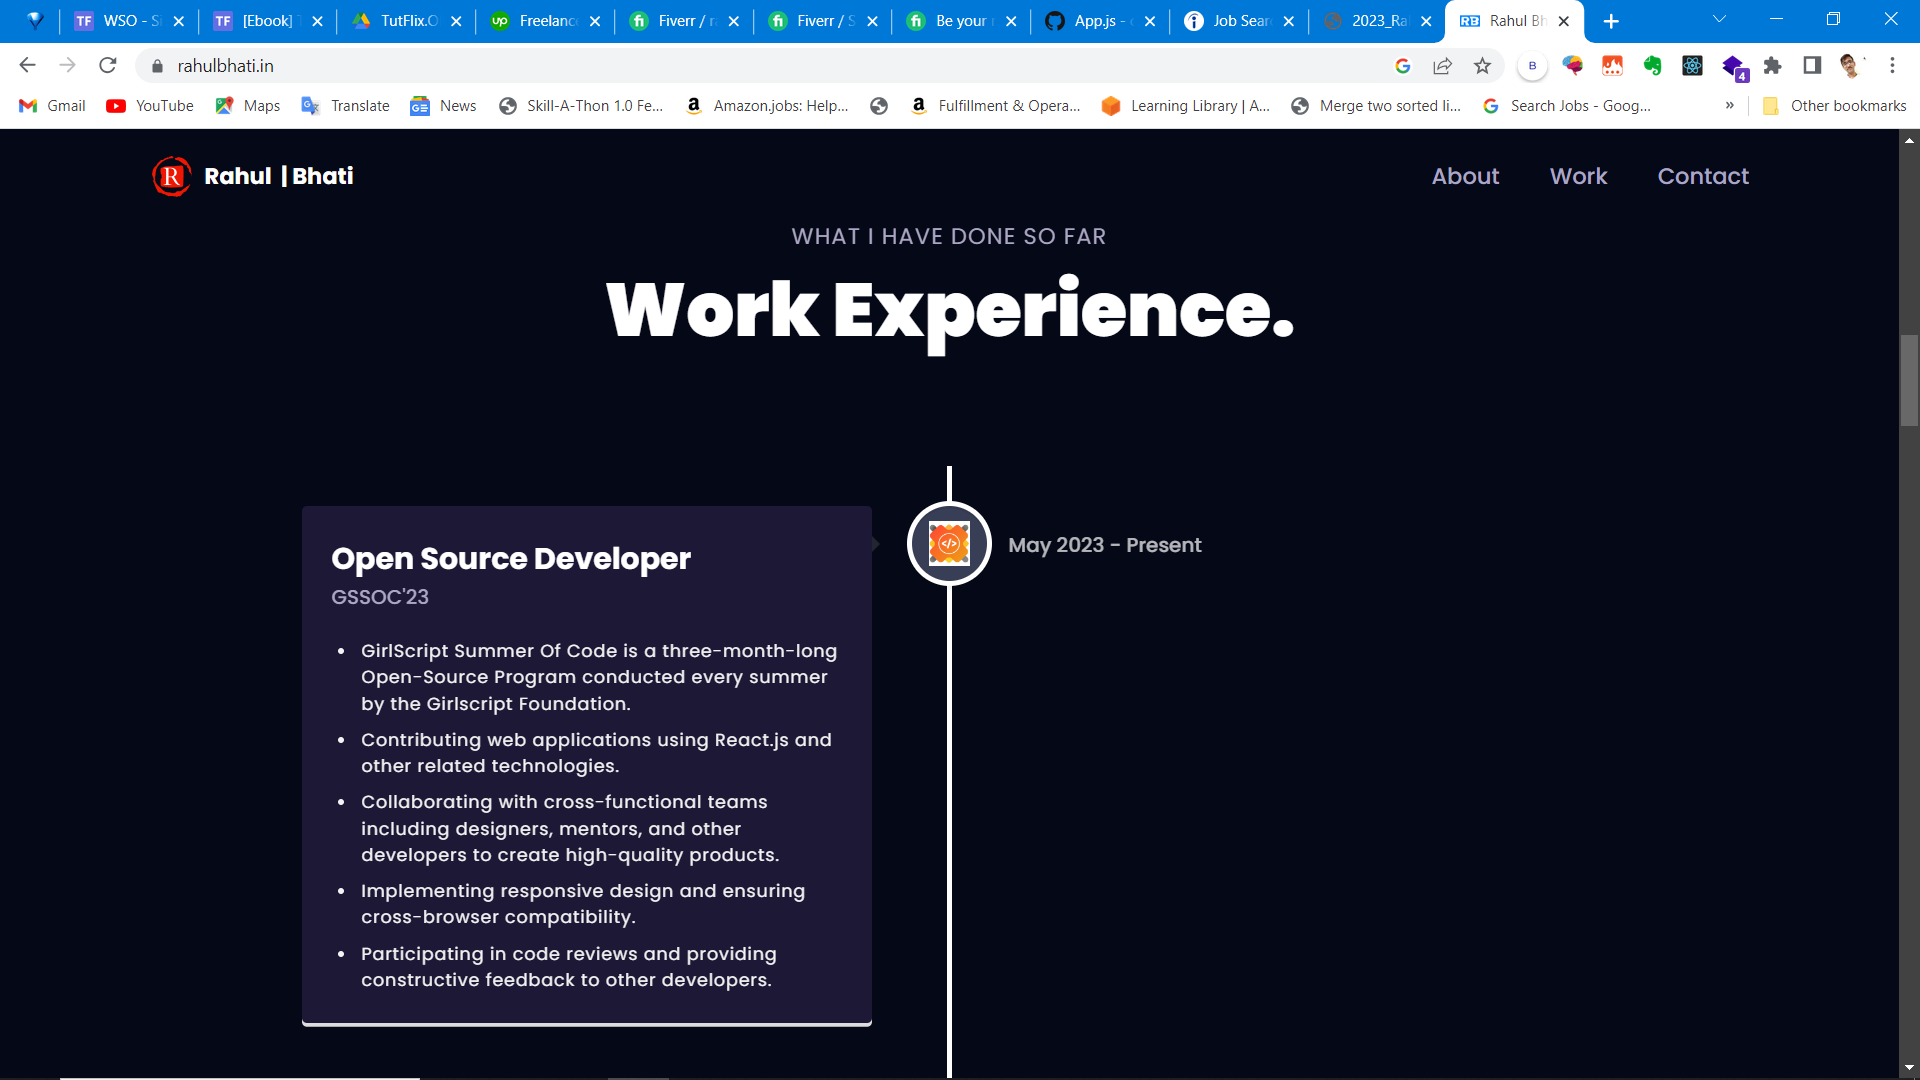 WSO - Si
[Ebook] T
TutFlix.O
Freelanc
Fiverr / ra
Fiverr / S
Be your
App.js - c
Job Sear
2023_Ra
Rahul Bh
rahulbhati.in
B
4
Gmail
YouTube
Maps
Translate
News
Skill-A-Thon 1.0 Fe...
Amazon.jobs: Help...
Fulfillment & Opera...
Learning Library | A...
Merge two sorted li...
Search Jobs - Goog...
»
Other bookmarks
R
Rahul | Bhati
About
Work
Contact
WHAT I HAVE DONE SO FAR
Work Experience.
Open Source Developer
GSSOC'23
May 2023 - Present
• GirlScript Summer Of Code is a three-month-long
Open-Source Program conducted every summer
by the Girlscript Foundation.
• Contributing web applications using React.js and
other related technologies.
• Collaborating with cross-functional teams
including designers, mentors, and other
developers to create high-quality products.
• Implementing responsive design and ensuring
cross-browser compatibility.
• Participating in code reviews and providing
constructive feedback to other developers.